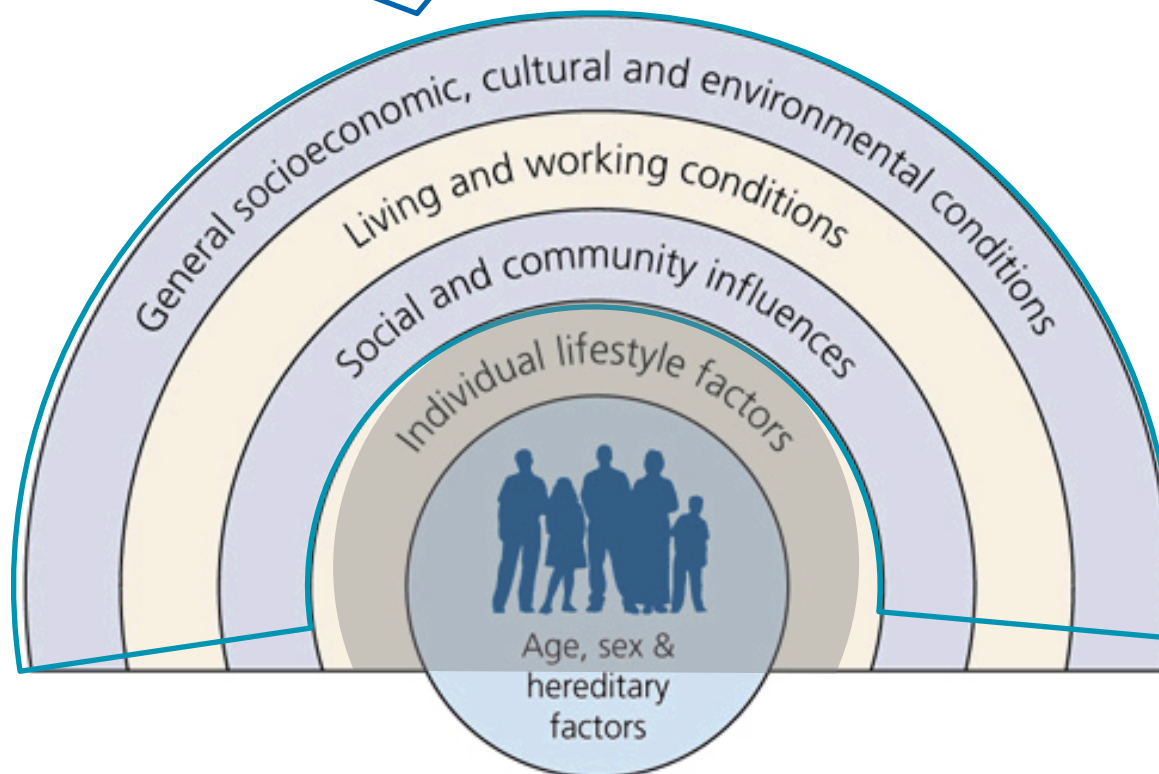 General socioeconomic, cultural and environmental conditions
Living and working conditions
Social and community influences
Individual lifestyle factors
Age, sex &
hereditary
factors